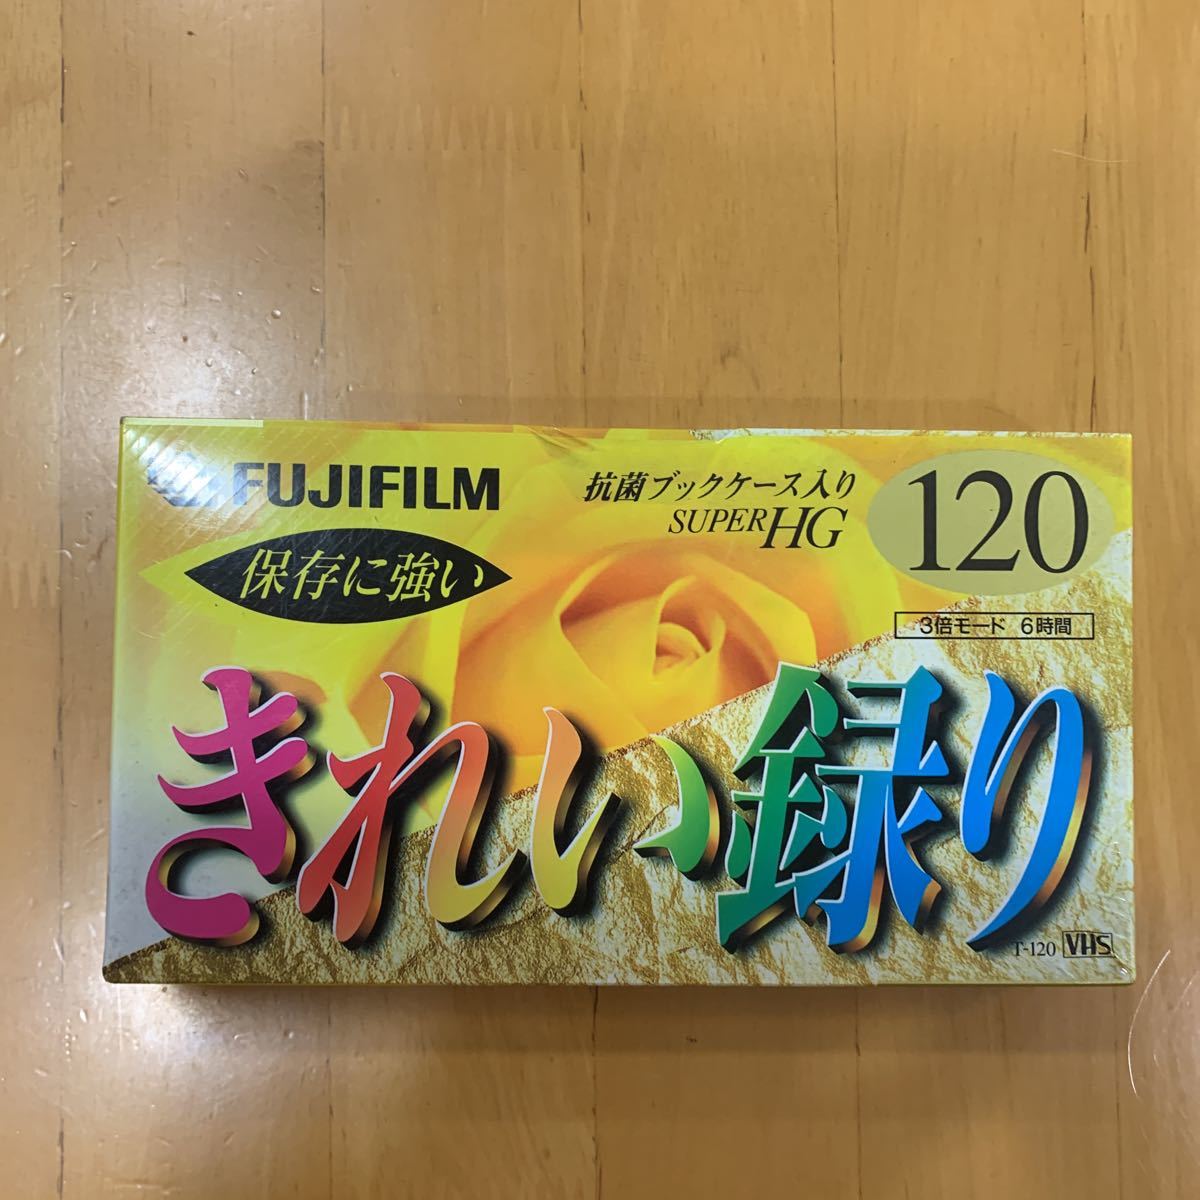 FUJIFILM
保存に強い
抗菌ブックケース入り
SUPER HG
120
3倍モード 6時間
きれい録り
T-120 VHS